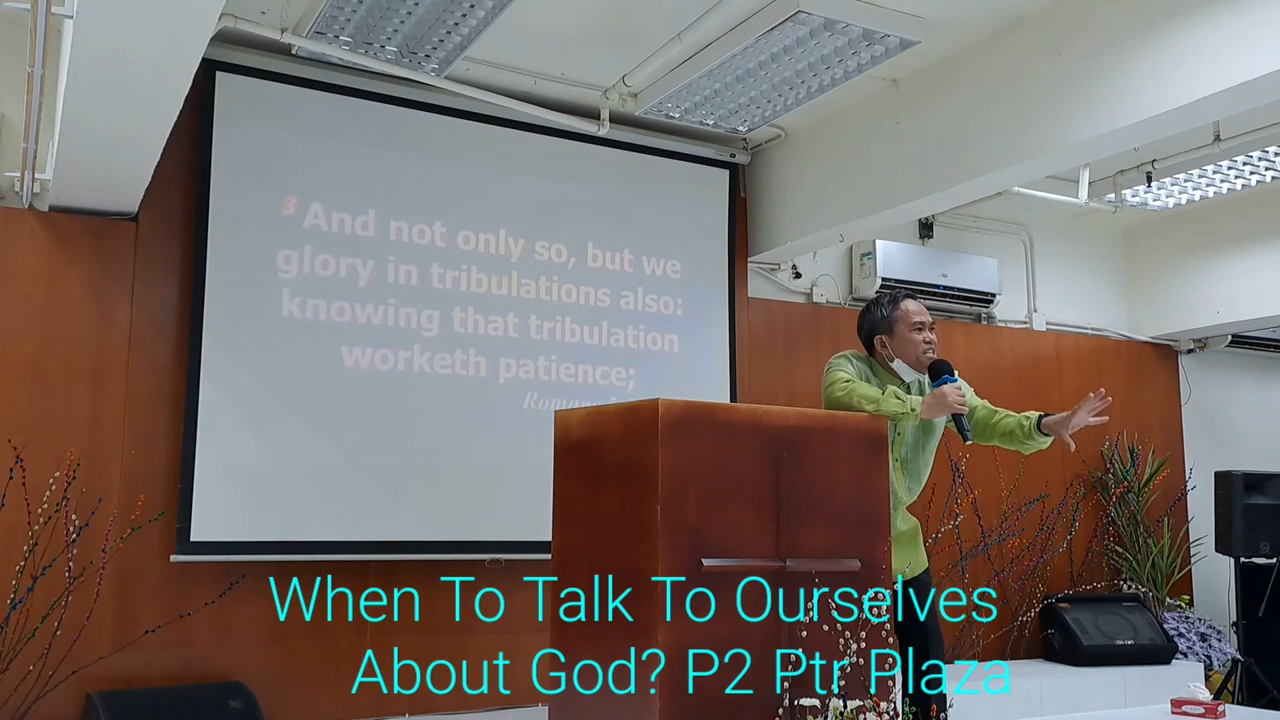 3 And not only so, but we
glory in tribulations also:
knowing that tribulation
worketh patience;
When To Talk To Ourselves
About God? P2 Ptr Plaza